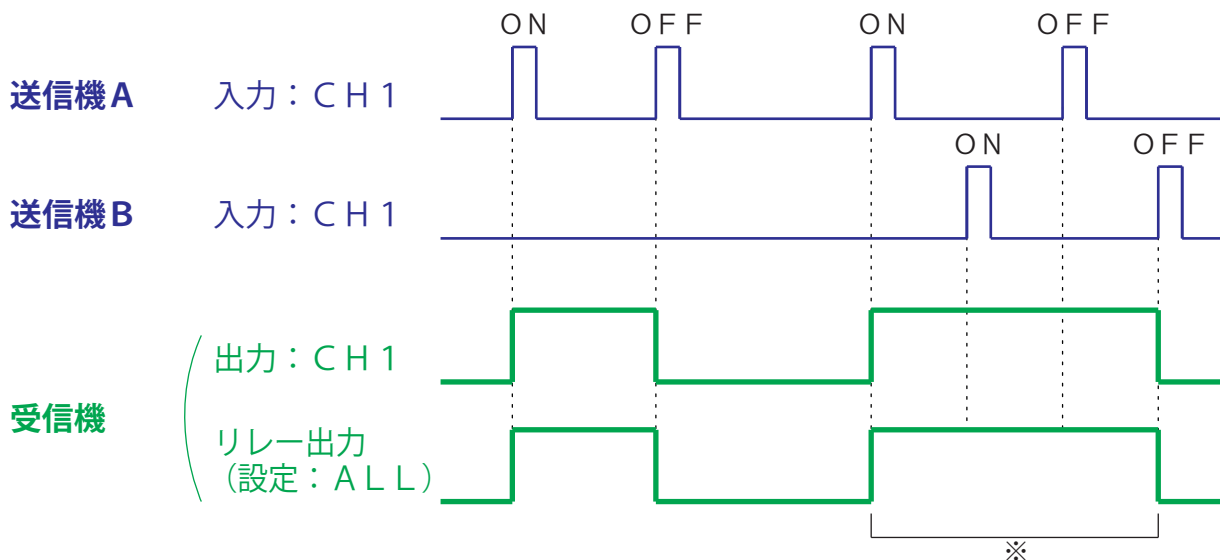 ON OFF ON OFF
送信機A 入力：CH1
ON OFF
送信機B 入力：CH1
出力：CH1
受信機
リレー出力
（設定：ALL）
※